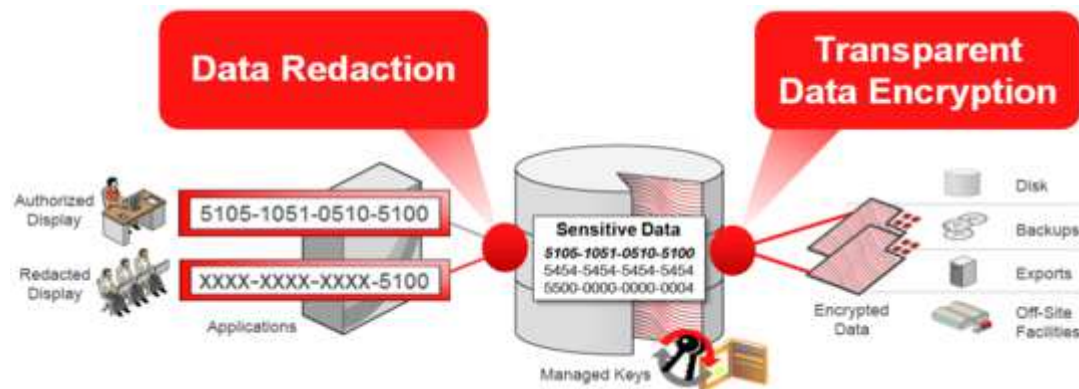 Data Redaction
Transparent
Data Encryption
Authorized
Display
5105-1051-0510-5100
Redacted
Display
XXXX-XXXX-XXXX-5100
Applications
Sensitive Data
5105-1051-0510-5100
5454-5454-5454-5454
5500-0000-0000-0004
Managed Keys
Encrypted
Data
Disk
Backups
Exports
Off-Site
Facilities